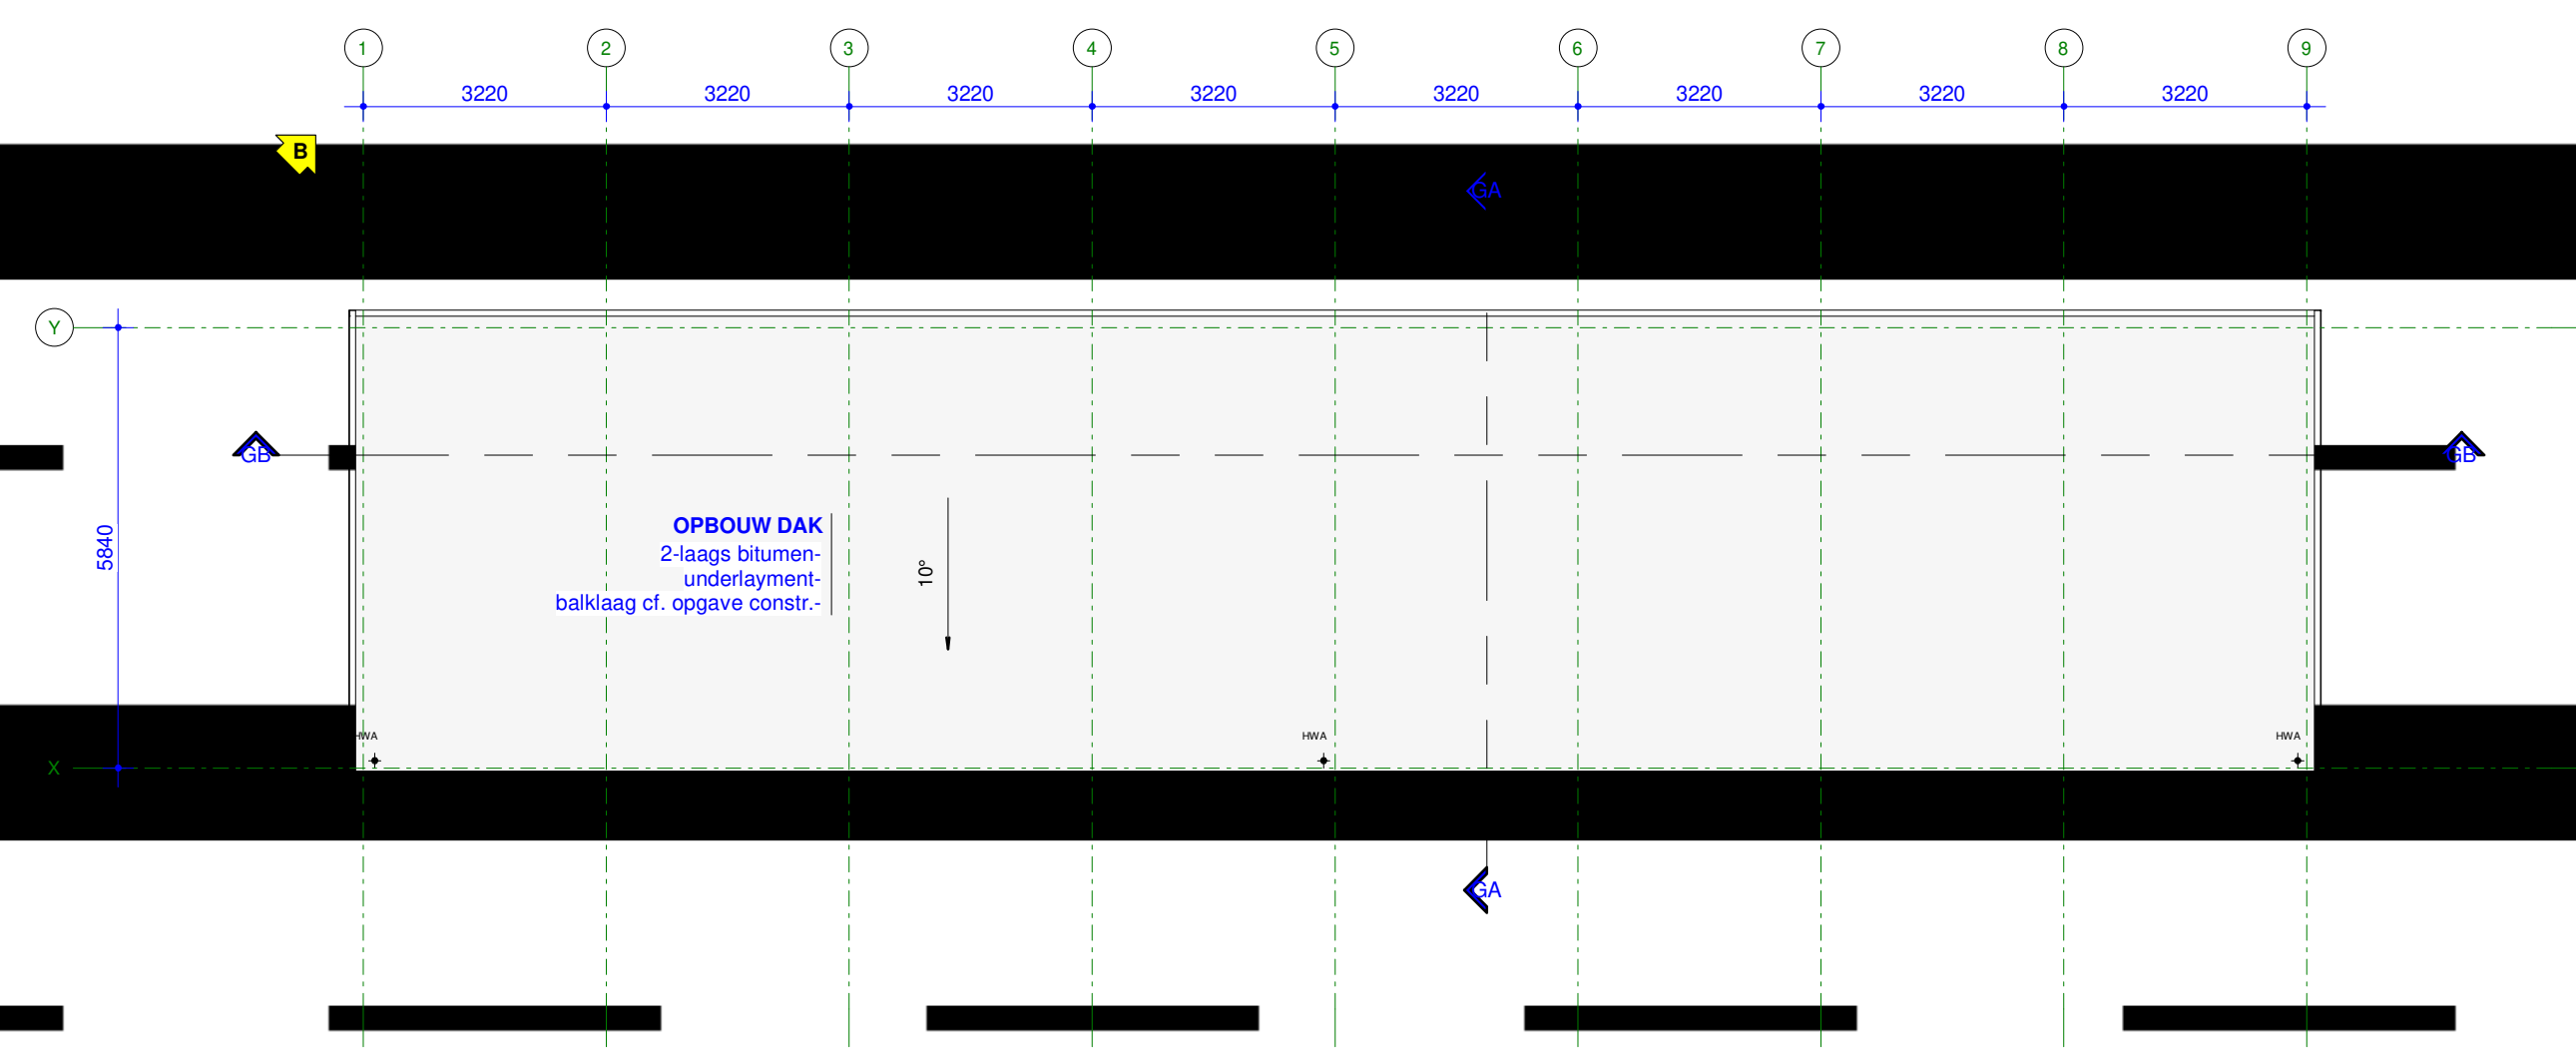 1 2 3 4 5 6 7 8 9
3220 3220 3220 3220 3220 3220 3220 3220
B
GA
Y
GB GB
5840
OPBOUW DAK
2-laags bitumen-
underlayment-
balklaag cf. opgave constr.-
10°
HWA HWA HWA
X
GA